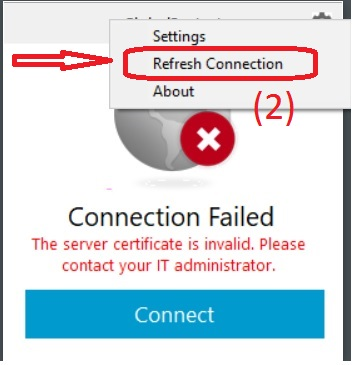 Settings
Refresh Connection
About
(2)
Connection Failed
The server certificate is invalid. Please
contact your IT administrator.
Connect